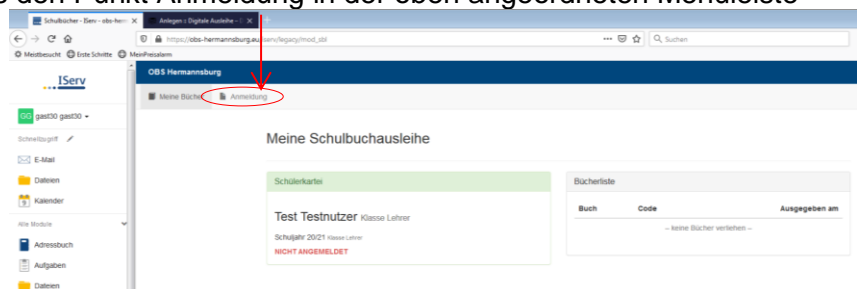 den Punkt Anmeldung in der oben angeordneten Menüleiste
Schulbücher - IServ - obs-herm
Anlegen :: Digitale Ausleihe - I
https://obs-hermannsburg.eu/iserv/legacy/mod_sbl
Suchen
Meistbesucht Erste Schritte MeinPreisalarm
IServ
OBS Hermannsburg
Meine Bücher Anmeldung
GG gast30 gast30
Schnellzugriff
E-Mail
Dateien
Kalender
Alle Module
Adressbuch
Aufgaben
Dateien
Meine Schulbuchausleihe
Schülerkartei
Test Testnutzer Klasse Lehrer
Schuljahr 20/21 Klasse Lehrer
NICHT ANGEMELDET
Bücherliste
Buch Code Ausgegeben am
-- keine Bücher verliehen --